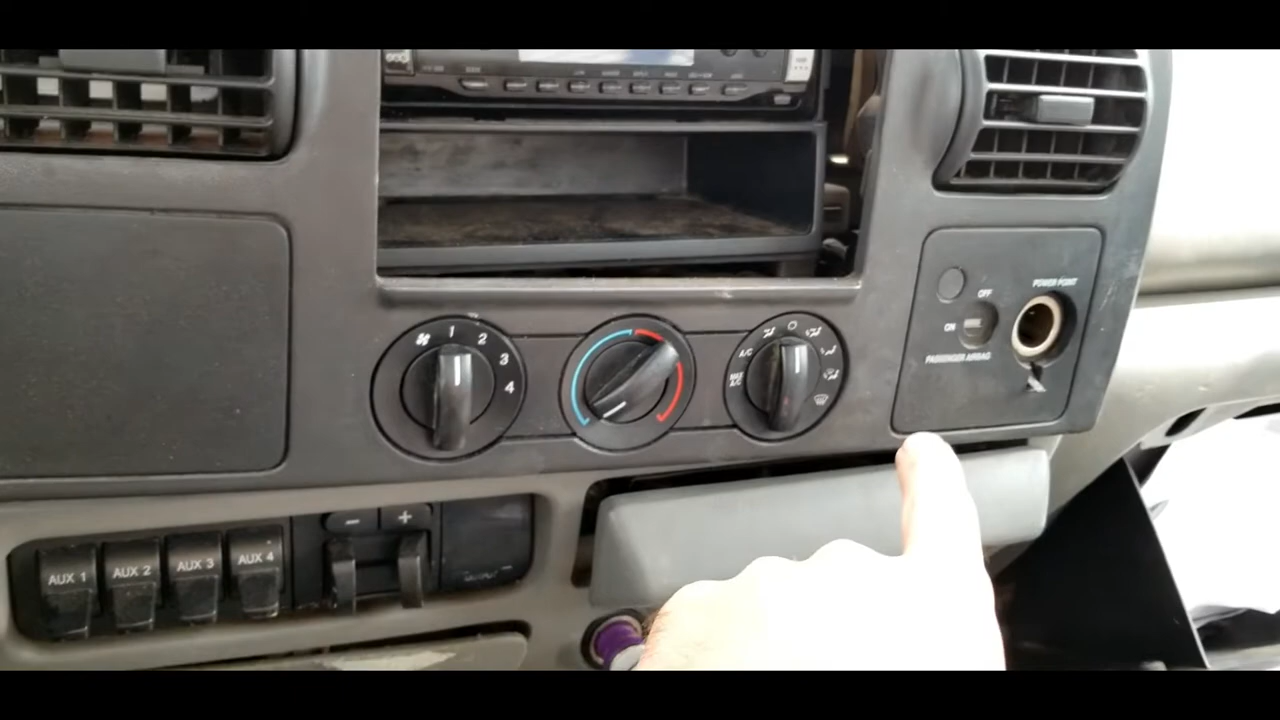 1
2
3
4
A/C
MAX A/C
OFF
ON
PASSENGER AIRBAG
POWER POINT
AUX 1
AUX 2
AUX 3
AUX 4
− +